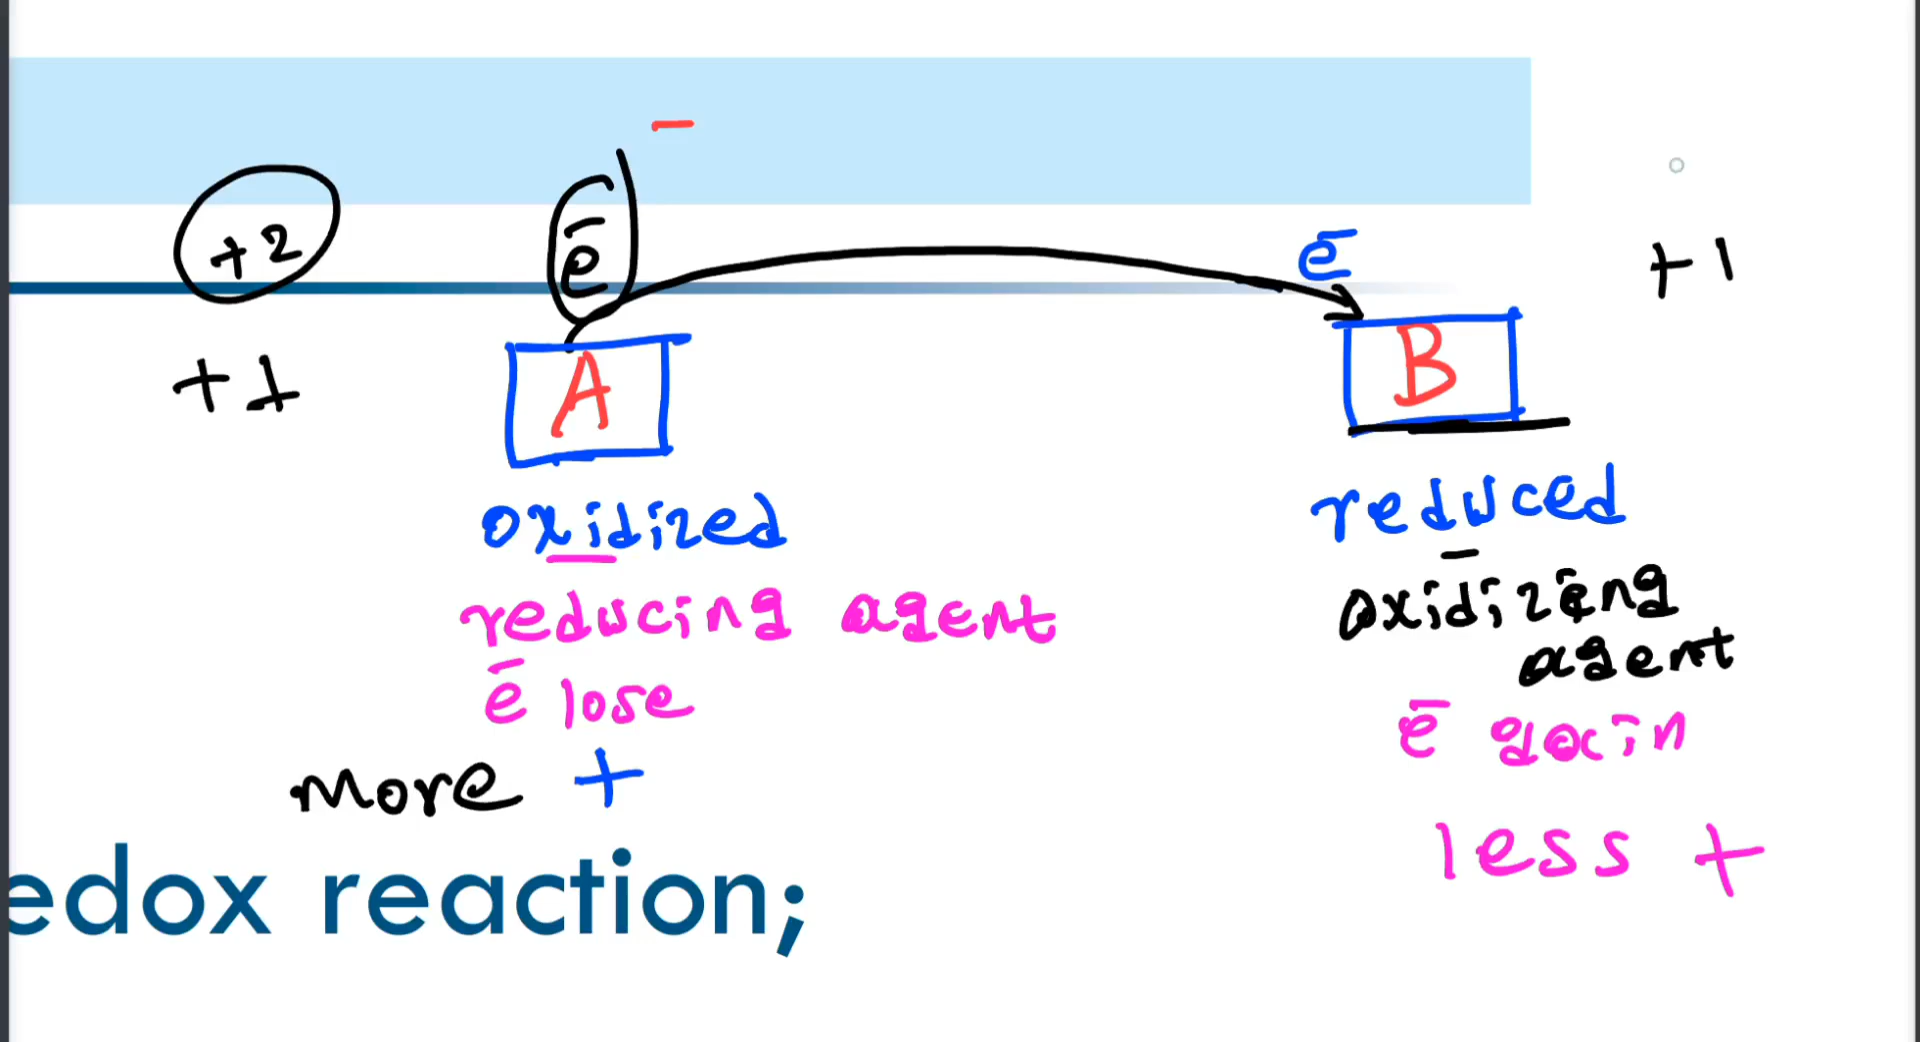 −
+2
e̅
e̅
+1
+1
A
B
oxidized
reduced
reducing agent
oxidizing
agent
e̅ lose
e̅ gain
more +
less +
edox reaction;